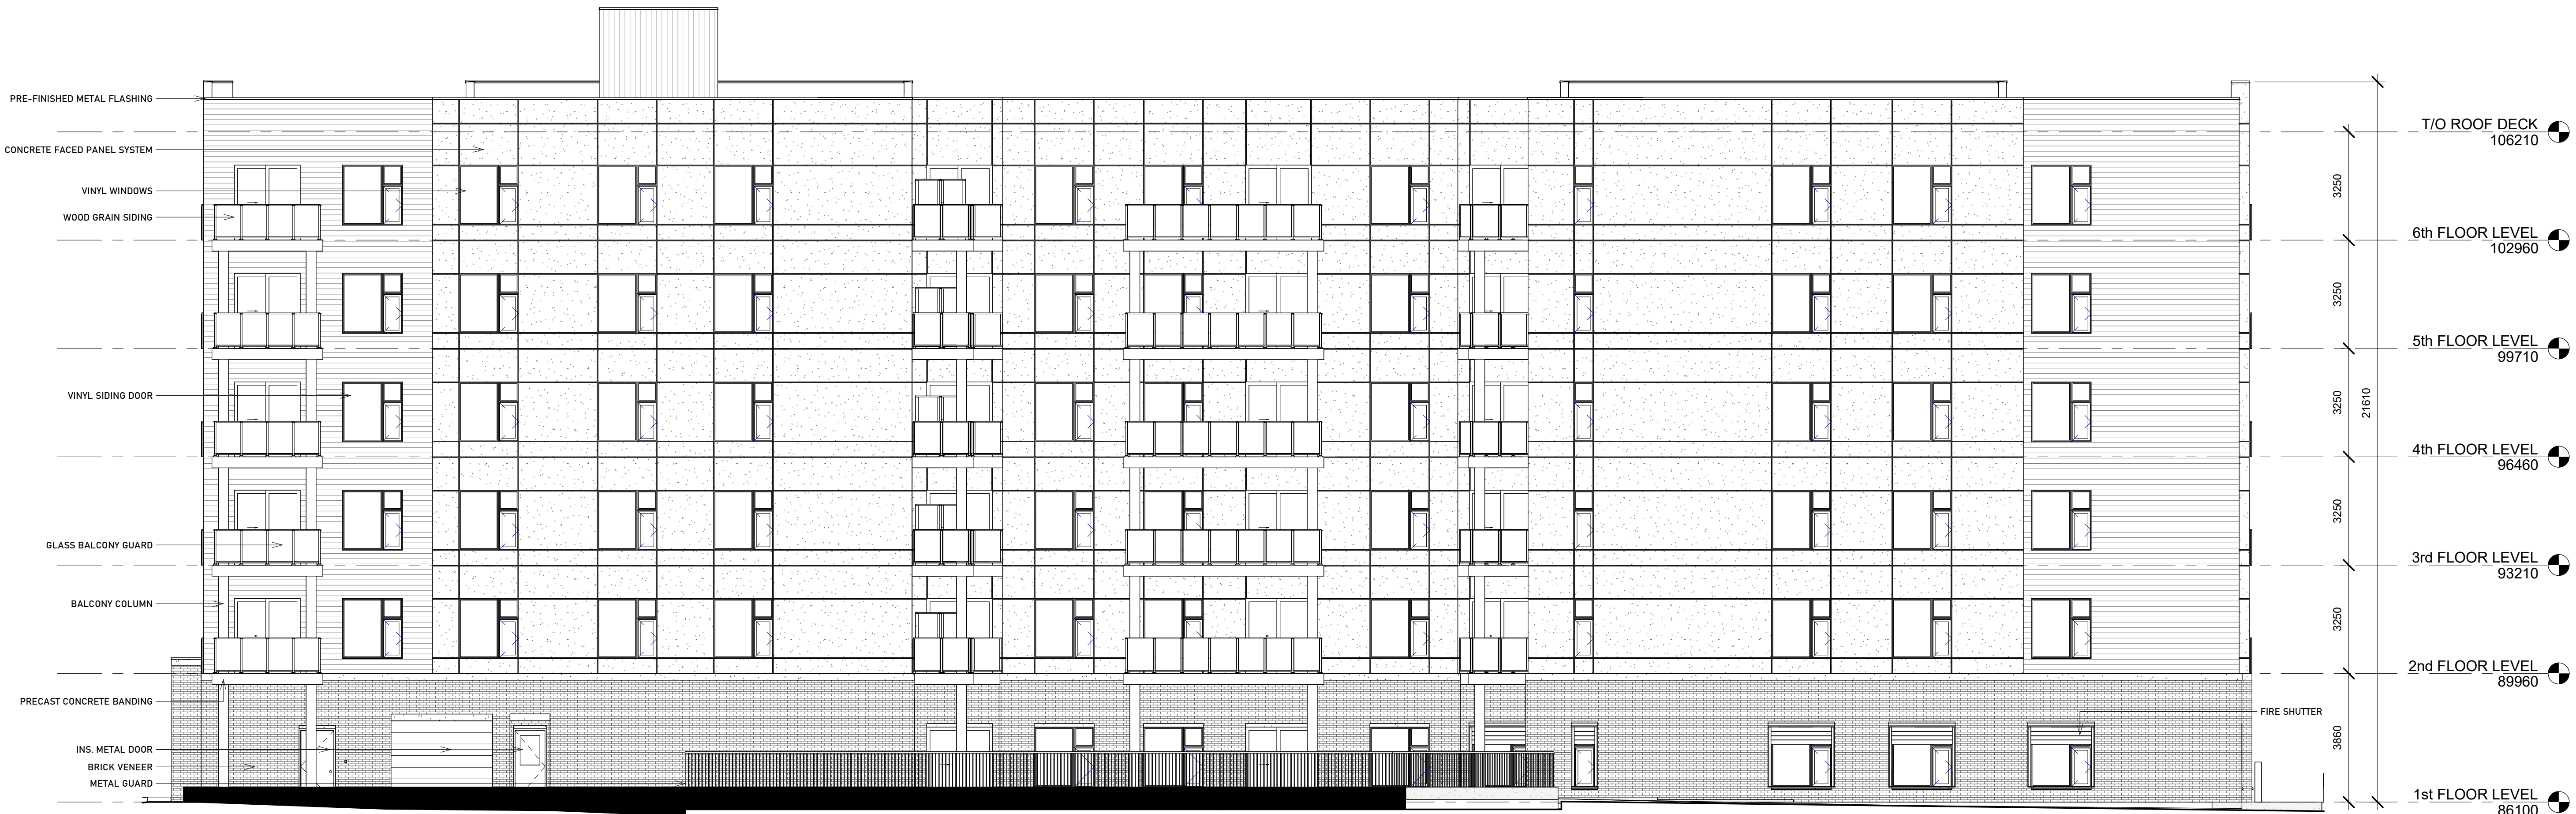 PRE-FINISHED METAL FLASHING
CONCRETE FACED PANEL SYSTEM
VINYL WINDOWS
WOOD GRAIN SIDING
VINYL SIDING DOOR
GLASS BALCONY GUARD
BALCONY COLUMN
PRECAST CONCRETE BANDING
INS. METAL DOOR
BRICK VENEER
METAL GUARD
FIRE SHUTTER
3250
3250
3250
3250
3250
3860
21610
T/O ROOF DECK
106210
6th FLOOR LEVEL
102960
5th FLOOR LEVEL
99710
4th FLOOR LEVEL
96460
3rd FLOOR LEVEL
93210
2nd FLOOR LEVEL
89960
1st FLOOR LEVEL
86100